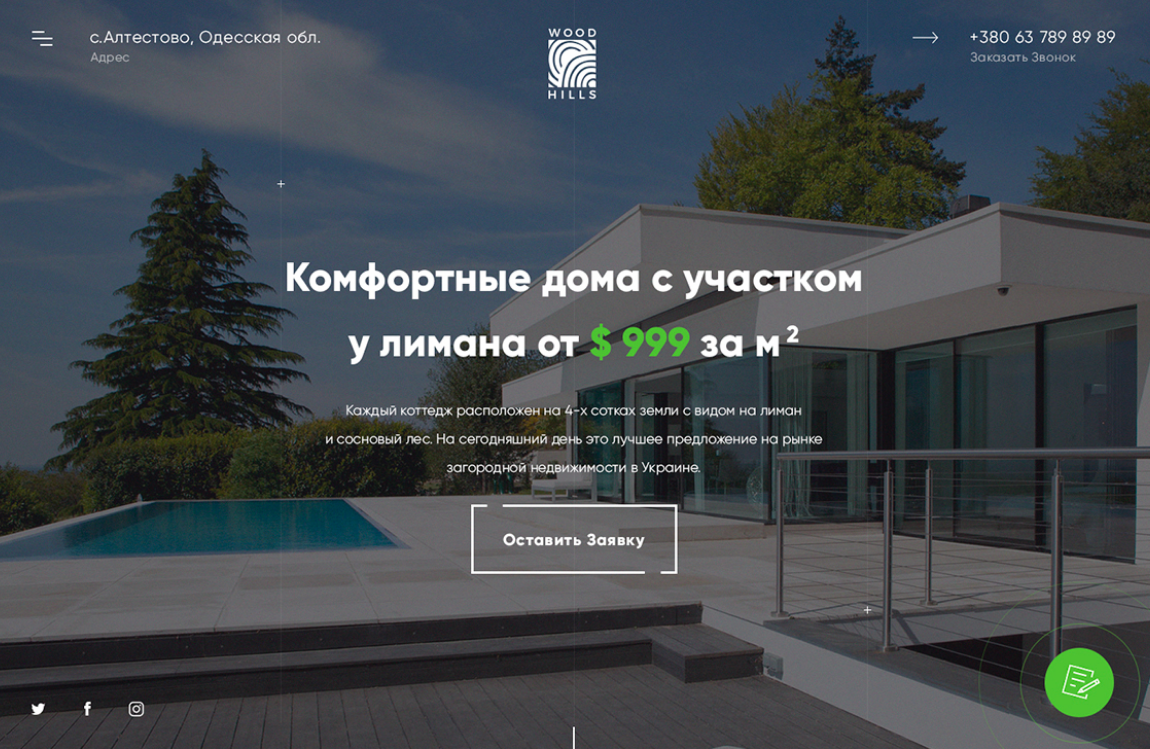 с.Алтестово, Одесская обл.
Адрес
WOOD
HILLS
+380 63 789 89 89
Заказать Звонок
Комфортные дома с участком
у лимана от $ 999 за м²
Каждый коттедж расположен на 4-х сотках земли с видом на лиман
и сосновый лес. На сегодняшний день это лучшее предложение на рынке
загородной недвижимости в Украине.
Оставить Заявку